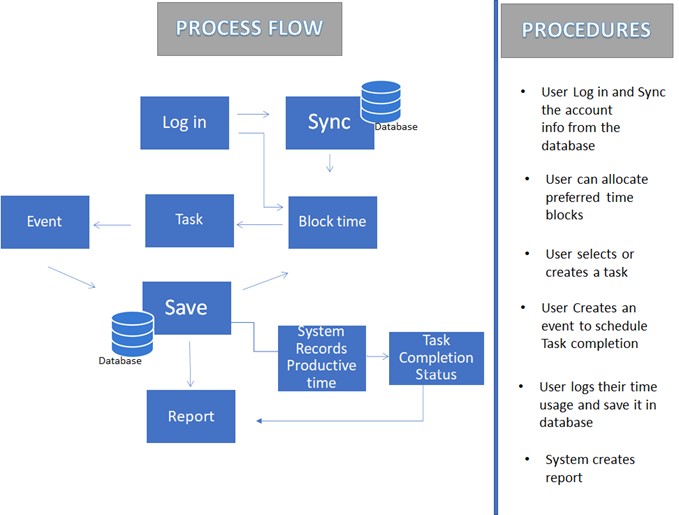 PROCESS FLOW
Log in
Sync
Database
Event
Task
Block time
Save
Database
System
Records
Productive
time
Task
Completion
Status
Report
PROCEDURES
• User Log in and Sync
the account
info from the
database
• User can allocate
preferred time
blocks
• User selects or
creates a task
• User Creates an
event to schedule
Task completion
• User logs their time
usage and save it in
database
• System creates
report